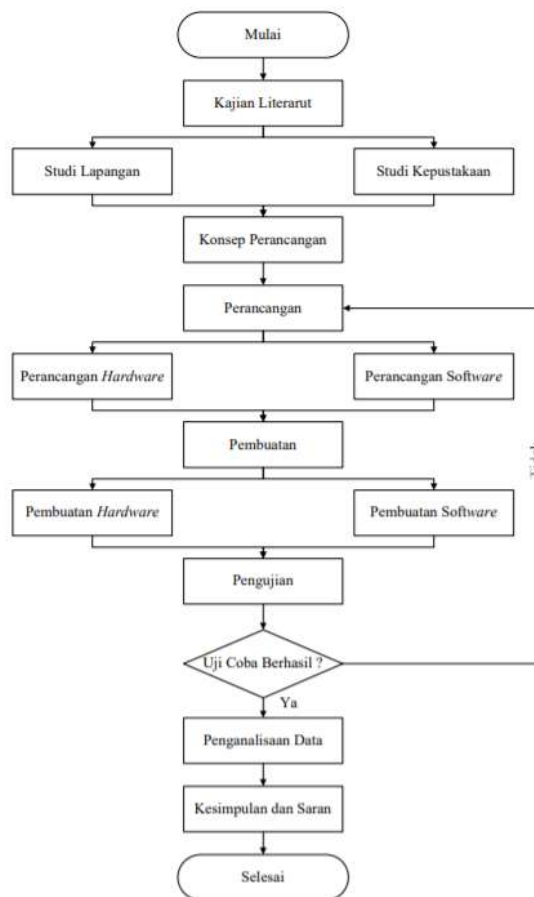 Mulai
Kajian Literarut
Studi Lapangan
Studi Kepustakaan
Konsep Perancangan
Perancangan
Perancangan Hardware
Perancangan Software
Pembuatan
Pembuatan Hardware
Pembuatan Software
Pengujian
Uji Coba Berhasil ?
Ya
Penganalisaan Data
Kesimpulan dan Saran
Selesai